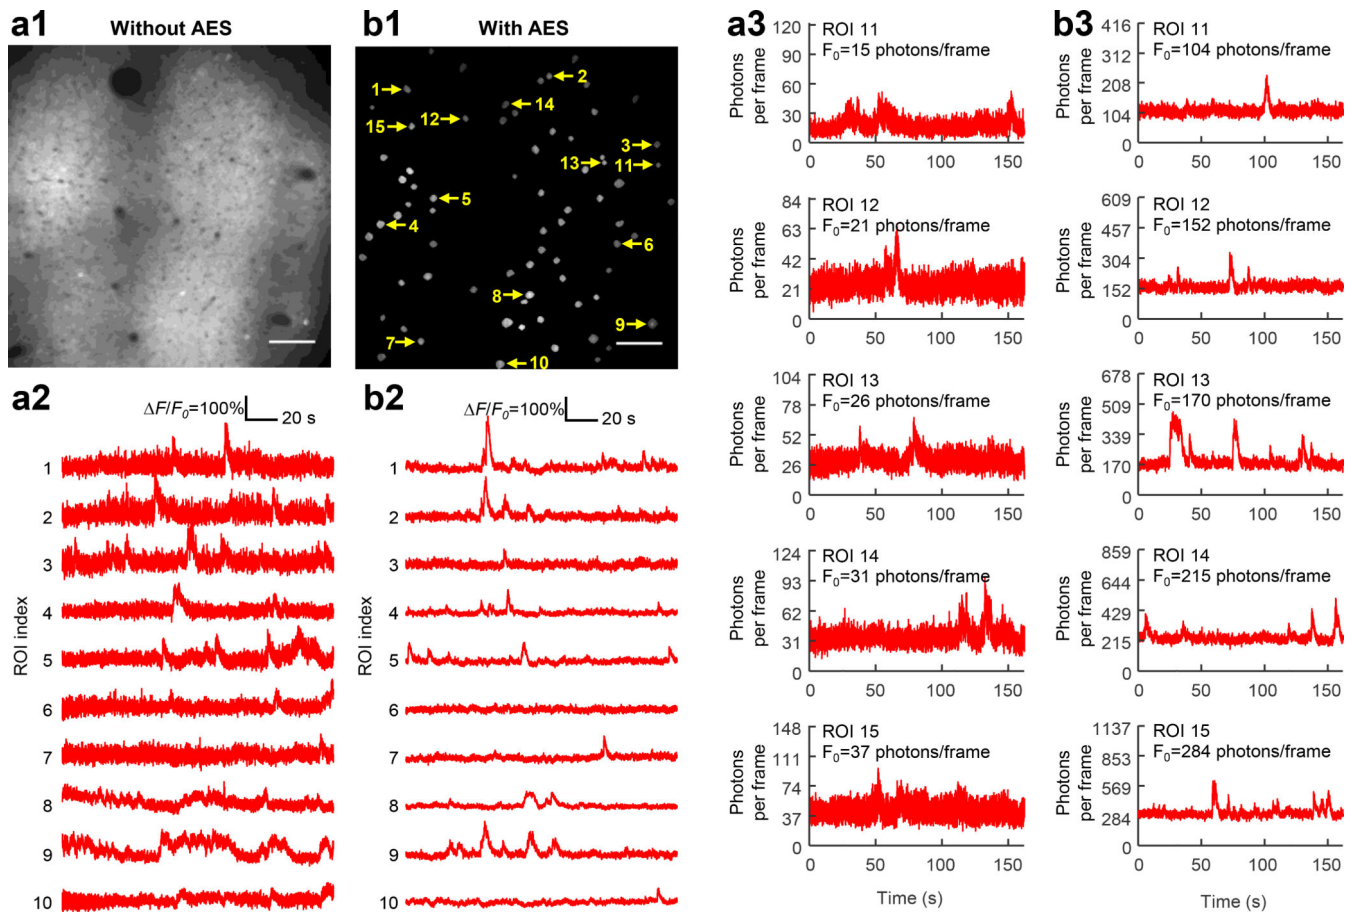 a1
Without AES
b1
With AES
1
2
14
12
15
3
13
11
5
4
6
8
9
7
10
a2
ΔF/F0=100%
20 s
ROI index
1
2
3
4
5
6
7
8
9
10
b2
ΔF/F0=100%
20 s
ROI index
1
2
3
4
5
6
7
8
9
10
a3
ROI 11
F0=15 photons/frame
Photons
per frame
120
90
60
30
0
0 50 100 150
ROI 12
F0=21 photons/frame
Photons
per frame
84
63
42
21
0
0 50 100 150
ROI 13
F0=26 photons/frame
Photons
per frame
104
78
52
26
0
0 50 100 150
ROI 14
F0=31 photons/frame
Photons
per frame
124
93
62
31
0
0 50 100 150
ROI 15
F0=37 photons/frame
Photons
per frame
148
111
74
37
0
0 50 100 150
Time (s)
b3
ROI 11
F0=104 photons/frame
Photons
per frame
416
312
208
104
0
0 50 100 150
ROI 12
F0=152 photons/frame
Photons
per frame
609
457
304
152
0
0 50 100 150
ROI 13
F0=170 photons/frame
Photons
per frame
678
509
339
170
0
0 50 100 150
ROI 14
F0=215 photons/frame
Photons
per frame
859
644
429
215
0
0 50 100 150
ROI 15
F0=284 photons/frame
Photons
per frame
1137
853
569
284
0
0 50 100 150
Time (s)